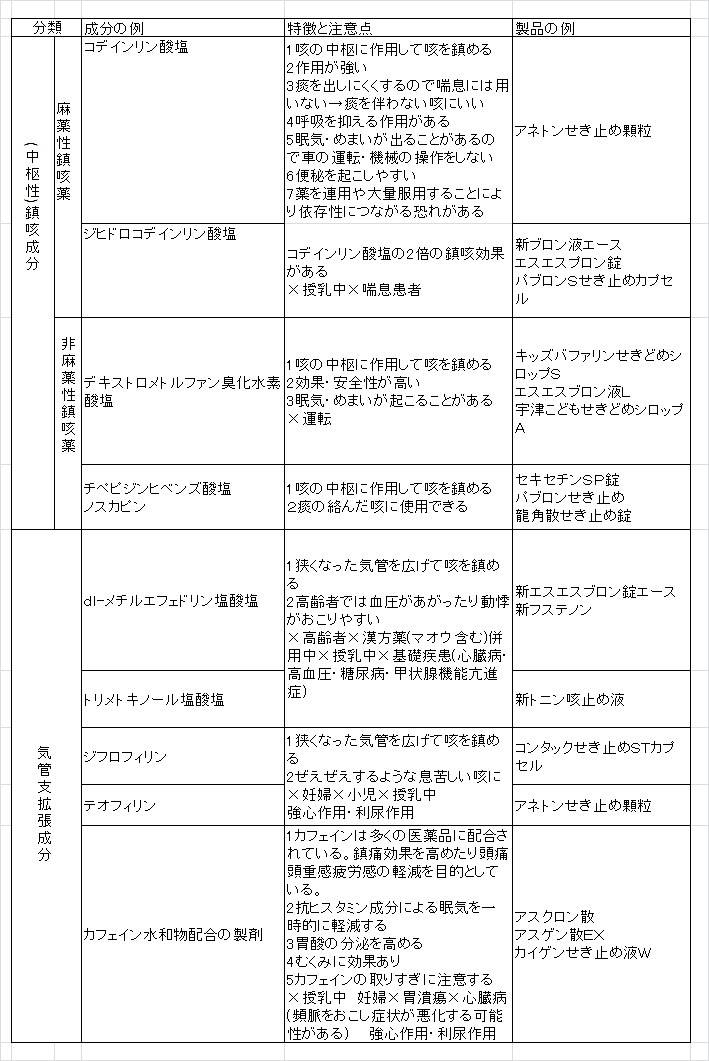 分類 成分の例 特徴と注意点 製品の例
(中枢性)鎮咳成分
麻薬性鎮咳薬
コデインリン酸塩
1咳の中枢に作用して咳を鎮める
2作用が強い
3痰を出しにくくするので喘息には用
いない→痰を伴わない咳にいい
4呼吸を抑える作用がある
5眠気・めまいが出ることがあるの
で車の運転・機械の操作をしない
6便秘を起こしやすい
7薬を連用や大量服用することによ
り依存性につながる恐れがある
アネトンせき止め顆粒
ジヒドロコデインリン酸塩
コデインリン酸塩の2倍の鎮咳効果
がある
×授乳中×喘息患者
新ブロン液エース
エスエスブロン錠
パブロンSせき止めカプセ
ル
非麻薬性鎮咳薬
デキストロメトルファン臭化水素
酸塩
1咳の中枢に作用して咳を鎮める
2効果・安全性が高い
3眠気・めまいが起こることがある
×運転
キッズバファリンせきどめシ
ロップS
エスエスブロン液L
宇津こどもせきどめシロップ
A
チペピジンヒベンズ酸塩
ノスカピン
1咳の中枢に作用して咳を鎮める
2痰の絡んだ咳に使用できる
セキセチンSP錠
パブロンせき止め
龍角散せき止め錠
気管支拡張成分
dl-メチルエフェドリン塩酸塩
1狭くなった気管を広げて咳を鎮め
る
2高齢者では血圧があがったり動悸
がおこりやすい
×高齢者×漢方薬(マオウ含む)併
用中×授乳中×基礎疾患(心臓病・
高血圧・糖尿病・甲状腺機能亢進
症)
新エスエスブロン錠エース
新フステノン
トリメトキノール塩酸塩
新トニン咳止め液
ジフロフィリン
1狭くなった気管を広げて咳を鎮め
る
2ぜえぜえするような息苦しい咳に
×妊婦×小児×授乳中
強心作用・利尿作用
コンタックせき止めSTカプ
セル
テオフィリン
アネトンせき止め顆粒
カフェイン水和物配合の製剤
1カフェインは多くの医薬品に配合さ
れている。鎮痛効果を高めたり頭痛
頭重感疲労感の軽減を目的として
いる。
2抗ヒスタミン成分による眠気を一
時的に軽減する
3胃酸の分泌を高める
4むくみに効果あり
5カフェインの取りすぎに注意する
×授乳中 妊婦×胃潰瘍×心臓病
(頻脈をおこし症状が悪化する可能
性がある) 強心作用・利尿作用
アスクロン散
アスゲン散EX
カイゲンせき止め液W